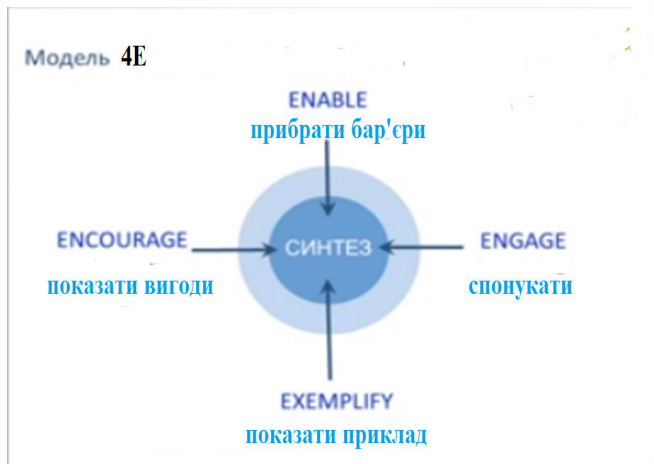 Модель 4E
ENABLE
прибрати бар'єри
ENCOURAGE
показати вигоди
СИНТЕЗ
ENGAGE
спонукати
EXEMPLIFY
показати приклад